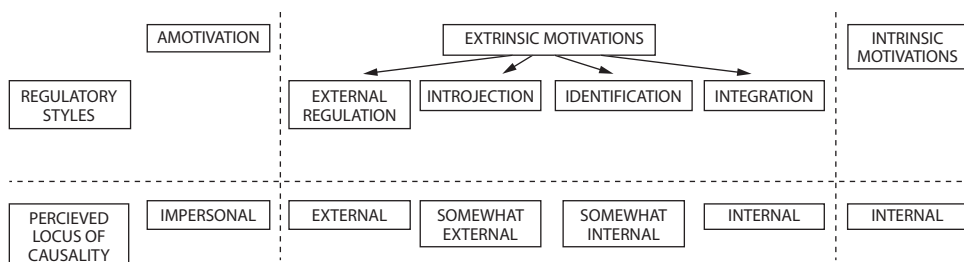 AMOTIVATION
EXTRINSIC MOTIVATIONS
INTRINSIC
MOTIVATIONS
REGULATORY
STYLES
EXTERNAL
REGULATION
INTROJECTION
IDENTIFICATION
INTEGRATION
PERCIEVED
LOCUS OF
CAUSALITY
IMPERSONAL
EXTERNAL
SOMEWHAT
EXTERNAL
SOMEWHAT
INTERNAL
INTERNAL
INTERNAL